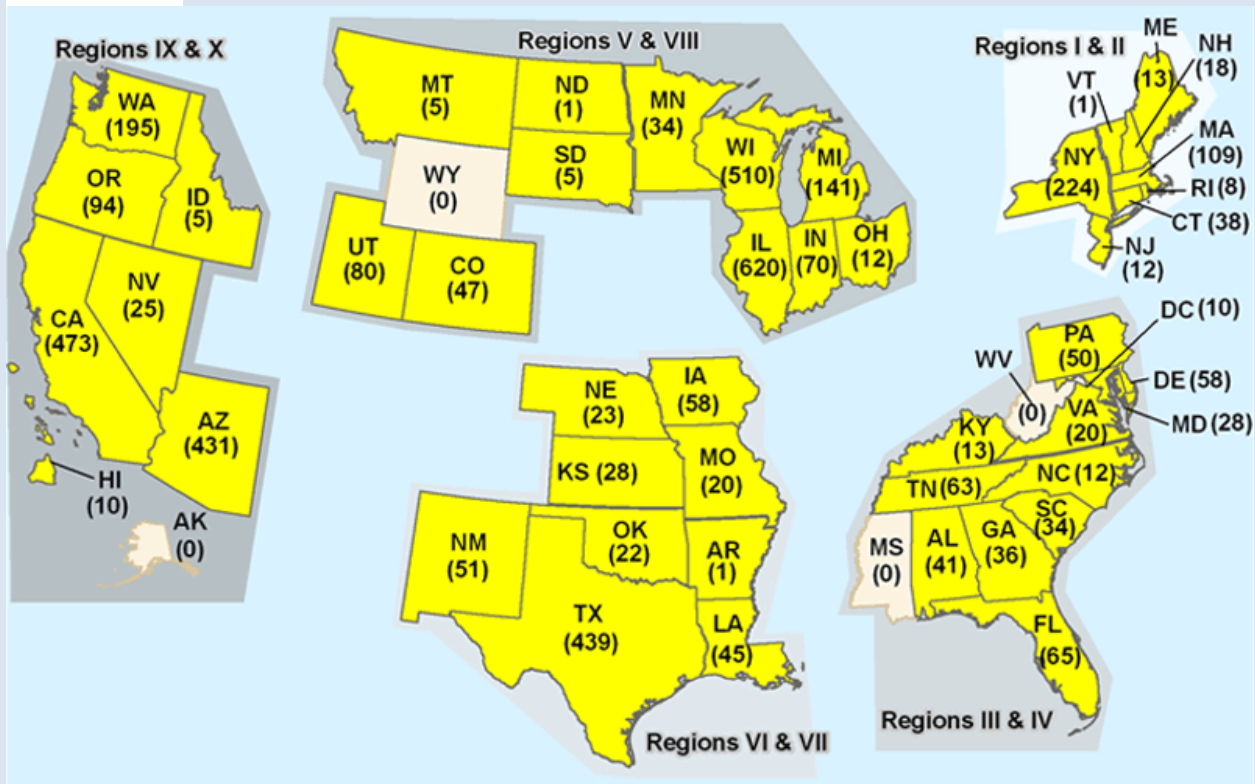 Regions IX & X
WA
(195)
OR
(94)
ID
(5)
NV
(25)
CA
(473)
AZ
(431)
HI
(10)
AK
(0)
Regions V & VIII
MT
(5)
ND
(1)
MN
(34)
SD
(5)
WY
(0)
UT
(80)
CO
(47)
WI
(510)
MI
(141)
IL
(620)
IN
(70)
OH
(12)
Regions I & II
ME
(13)
NH
(18)
VT
(1)
MA
(109)
NY
(224)
RI (8)
CT (38)
NJ
(12)
NE
(23)
IA
(58)
KS (28)
MO
(20)
NM
(51)
OK
(22)
AR
(1)
TX
(439)
LA
(45)
Regions VI & VII
DC (10)
PA
(50)
WV
(0)
DE (58)
MD (28)
VA
(20)
KY
(13)
TN (63)
NC (12)
SC
(34)
MS
(0)
AL
(41)
GA
(36)
FL
(65)
Regions III & IV